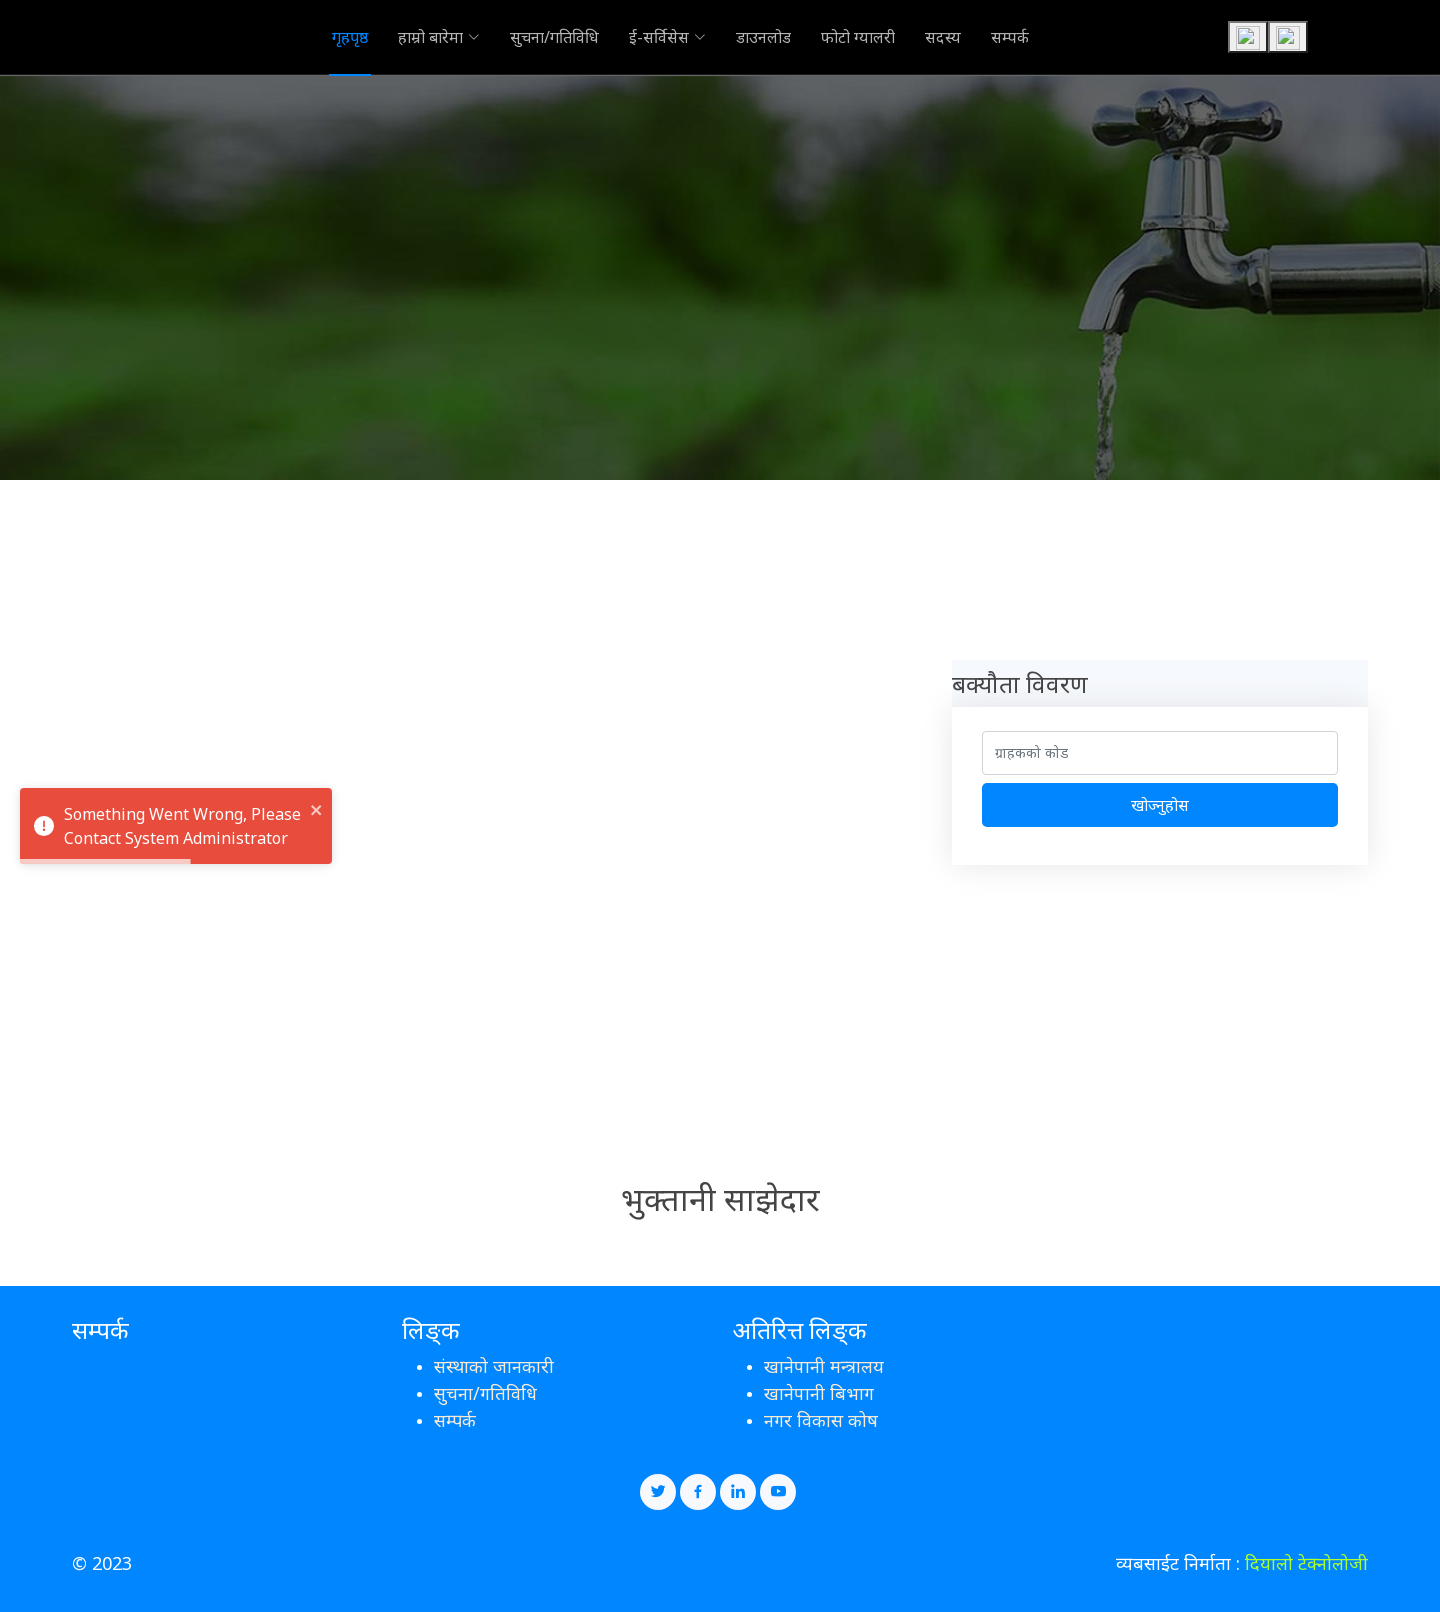 गृहपृष्ठ हाम्रो बारेमा सुचना/गतिविधि ई-सर्विसेस डाउनलोड फोटो ग्यालरी सदस्य सम्पर्क
बक्यौता विवरण
ग्राहकको कोड
खोज्नुहोस
Something Went Wrong, Please
Contact System Administrator
भुक्तानी साझेदार
सम्पर्क
लिङ्क
संस्थाको जानकारी
सुचना/गतिविधि
सम्पर्क
अतिरित्त लिङ्क
खानेपानी मन्त्रालय
खानेपानी बिभाग
नगर विकास कोष
© 2023
व्यबसाईट निर्माता : दियालो टेक्नोलोजी